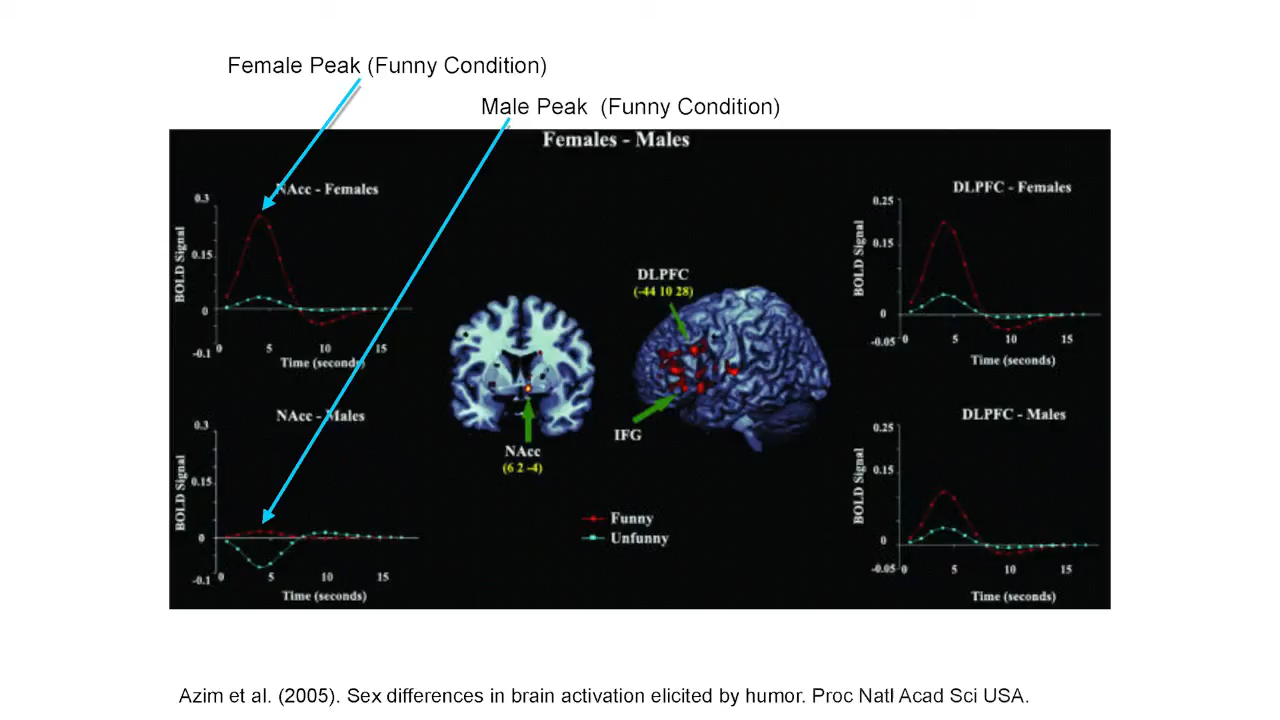 Female Peak (Funny Condition)
Male Peak (Funny Condition)
Females - Males
NAcc - Females
0.3
0.15
0
-0.1
BOLD Signal
0 5 10 15
Time (seconds)
DLPFC - Females
0.25
0.15
0
-0.05
BOLD Signal
0 5 10 15
Time (seconds)
DLPFC
(-44 10 28)
IFG
NAcc
(6 2 -4)
NAcc - Males
0.3
0.15
0
-0.1
BOLD Signal
0 5 10 15
Time (seconds)
Funny
Unfunny
DLPFC - Males
0.25
0.15
0
-0.05
BOLD Signal
0 5 10 15
Time (seconds)
Azim et al. (2005). Sex differences in brain activation elicited by humor. Proc Natl Acad Sci USA.